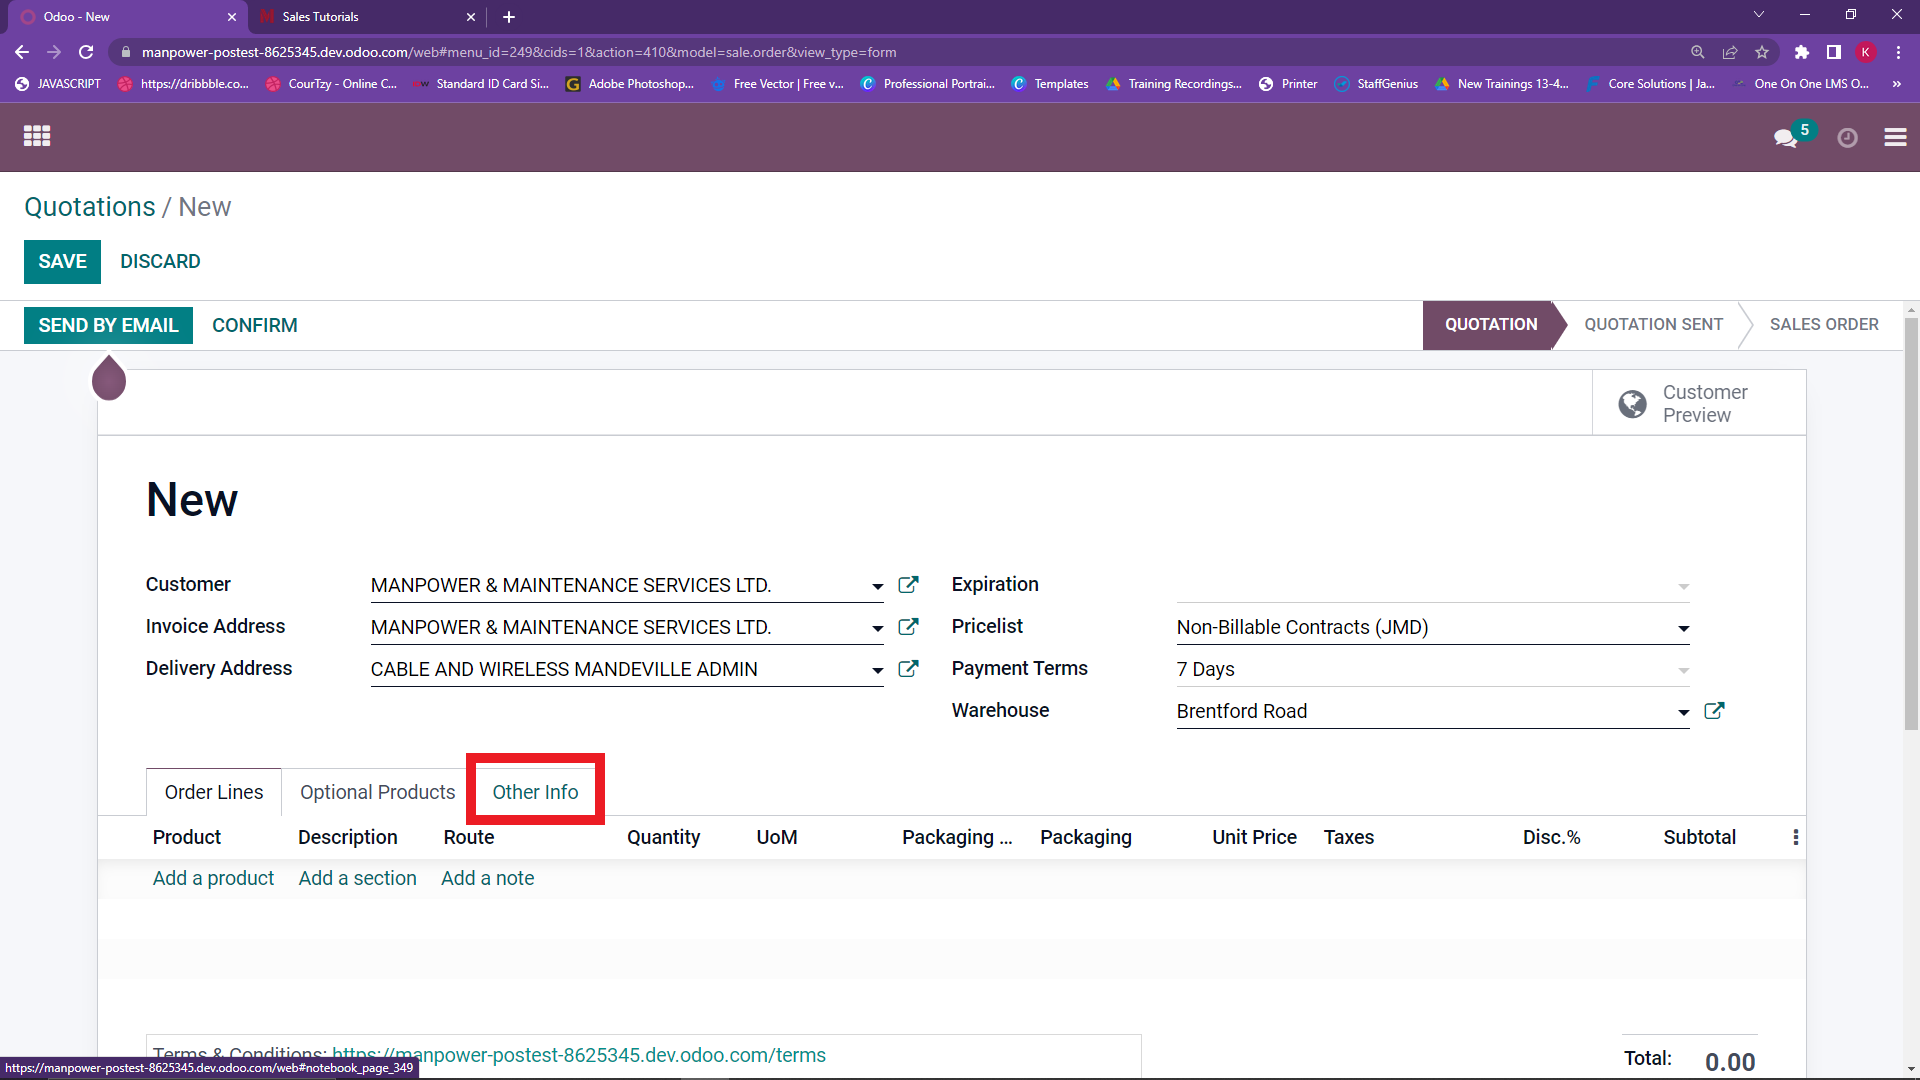 Odoo - New
Sales Tutorials
manpower-postest-8625345.dev.odoo.com/web#menu_id=249&cids=1&action=410&model=sale.order&view_type=form
K
JAVASCRIPT
https://dribbble.co...
CourTzy - Online C...
Standard ID Card Si...
Adobe Photoshop...
Free Vector | Free v...
Professional Portrai...
Templates
Training Recordings...
Printer
StaffGenius
New Trainings 13-4...
Core Solutions | Ja...
One On One LMS O...
»
5
Quotations / New
SAVE DISCARD
SEND BY EMAIL CONFIRM
QUOTATION QUOTATION SENT SALES ORDER
Customer
Preview
New
Customer MANPOWER & MAINTENANCE SERVICES LTD.
Expiration
Invoice Address MANPOWER & MAINTENANCE SERVICES LTD.
Pricelist Non-Billable Contracts (JMD)
Delivery Address CABLE AND WIRELESS MANDEVILLE ADMIN
Payment Terms 7 Days
Warehouse Brentford Road
Order Lines Optional Products Other Info
Product Description Route Quantity UoM Packaging ... Packaging Unit Price Taxes Disc.% Subtotal
Add a product Add a section Add a note
Terms & Conditions: https://manpower-postest-8625345.dev.odoo.com/terms
Total: 0.00
https://manpower-postest-8625345.dev.odoo.com/web#notebook_page_349